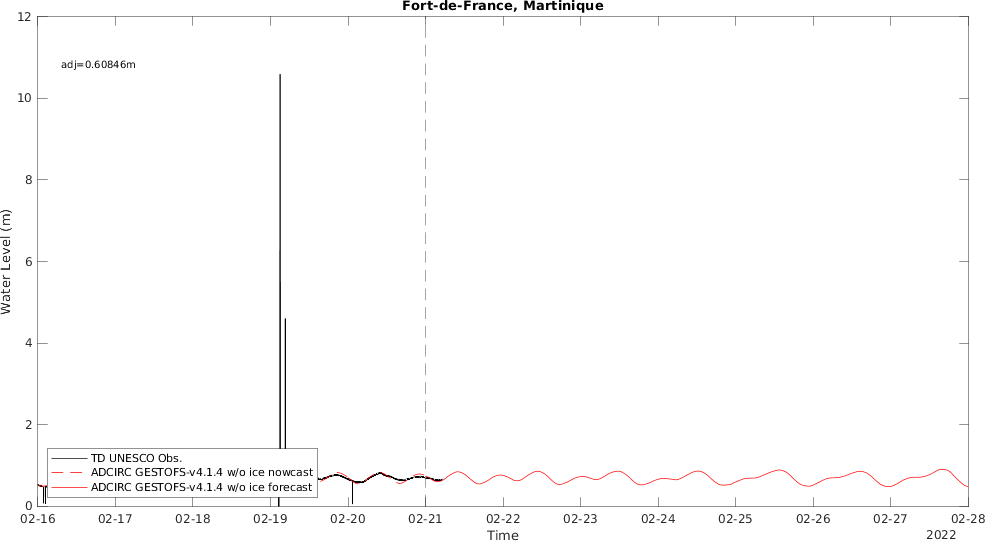 Fort-de-France, Martinique
12
adj=0.60846m
10
8
6
Water Level (m)
4
2
TD UNESCO Obs.
ADCIRC GESTOFS-v4.1.4 w/o ice nowcast
ADCIRC GESTOFS-v4.1.4 w/o ice forecast
0
02-16 02-17 02-18 02-19 02-20 02-21 02-22 02-23 02-24 02-25 02-26 02-27 02-28
Time
2022